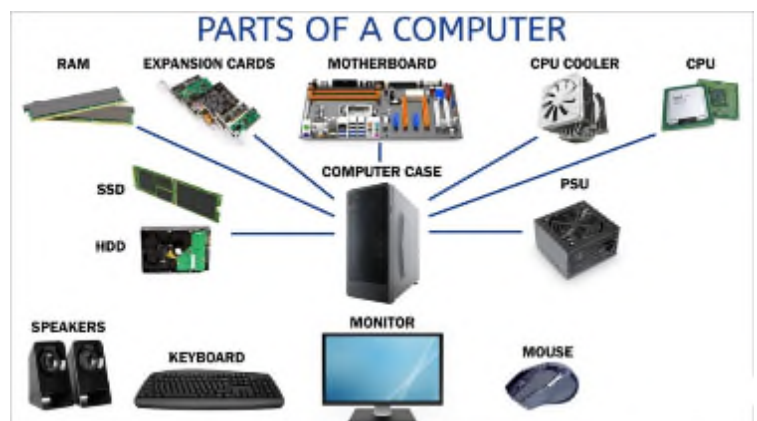 PARTS OF A COMPUTER
RAM
EXPANSION CARDS
MOTHERBOARD
CPU COOLER
CPU
COMPUTER CASE
SSD
PSU
HDD
SPEAKERS
KEYBOARD
MONITOR
MOUSE